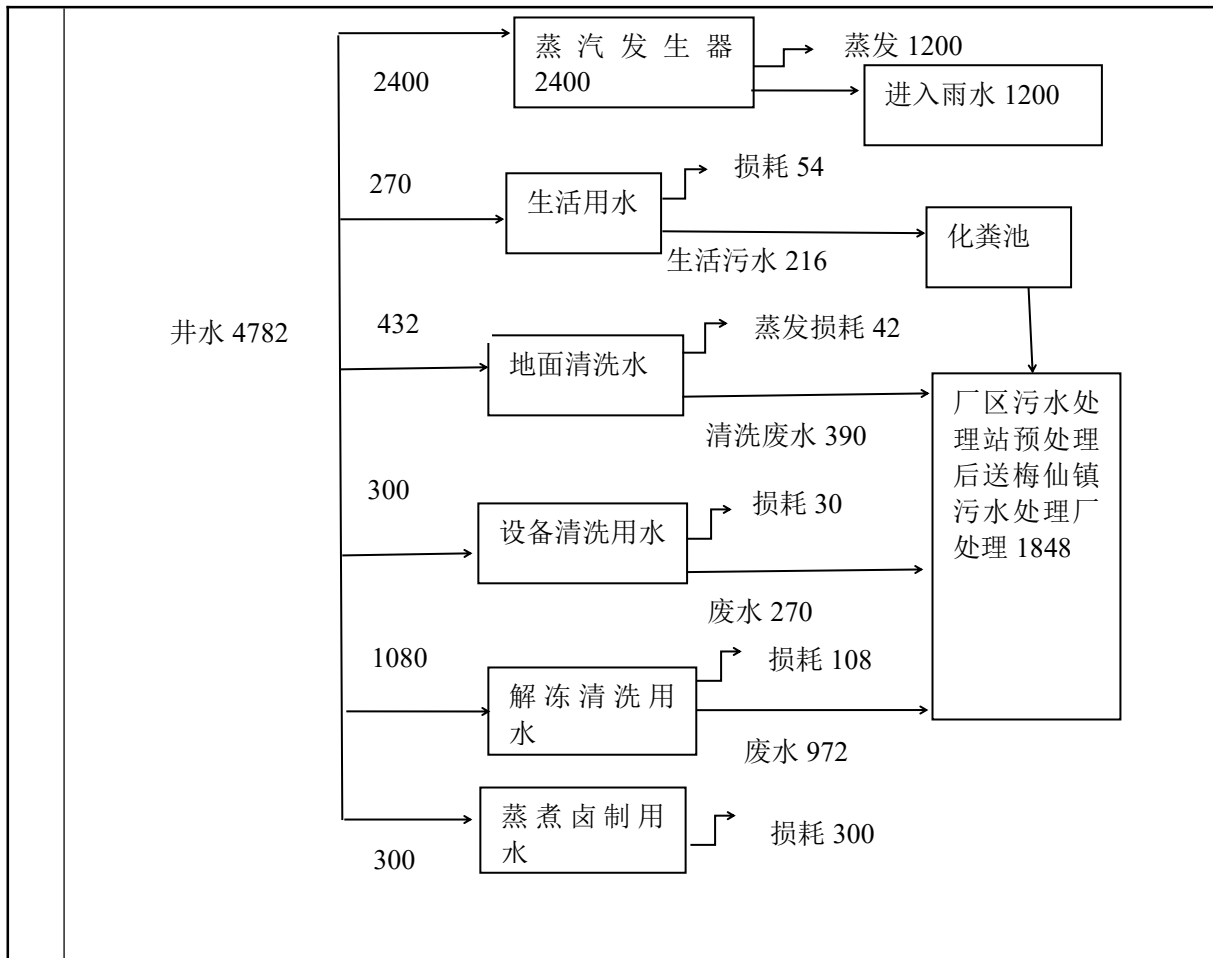 蒸汽发生器
2400
蒸发 1200
2400
进入雨水 1200
损耗 54
270
生活用水
化粪池
生活污水 216
井水 4782
432
蒸发损耗 42
地面清洗水
厂区污水处
理站预处理
后送梅仙镇
污水处理厂
处理 1848
清洗废水 390
300
损耗 30
设备清洗用水
废水 270
1080
损耗 108
解冻清洗用
水
废水 972
蒸煮卤制用
水
损耗 300
300